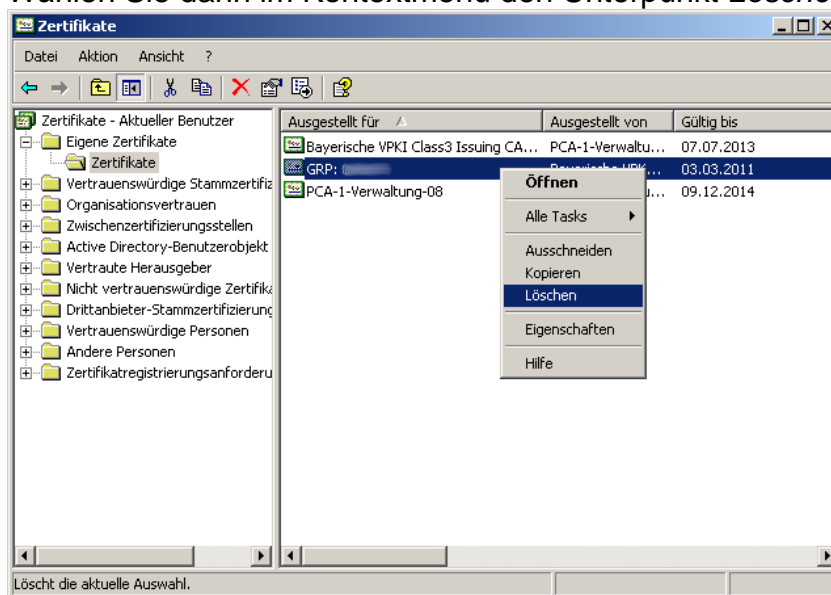 Wählen Sie dann im Kontextmenü den Unterpunkt
Zertifikate
Datei Aktion Ansicht ?
Zertifikate - Aktueller Benutzer
Eigene Zertifikate
Zertifikate
Vertrauenswürdige Stammzertifiz
Organisationsvertrauen
Zwischenzertifizierungsstellen
Active Directory-Benutzerobjekt
Vertraute Herausgeber
Nicht vertrauenswürdige Zertifika
Drittanbieter-Stammzertifizierung
Vertrauenswürdige Personen
Andere Personen
Zertifikatregistrierungsanforderu
Ausgestellt für Ausgestellt von Gültig bis
Bayerische VPKI Class3 Issuing CA... PCA-1-Verwaltu... 07.07.2013
GRP: 03.03.2011
PCA-1-Verwaltung-08 09.12.2014
Öffnen
Alle Tasks
Ausschneiden
Kopieren
Löschen
Eigenschaften
Hilfe
Löscht die aktuelle Auswahl.